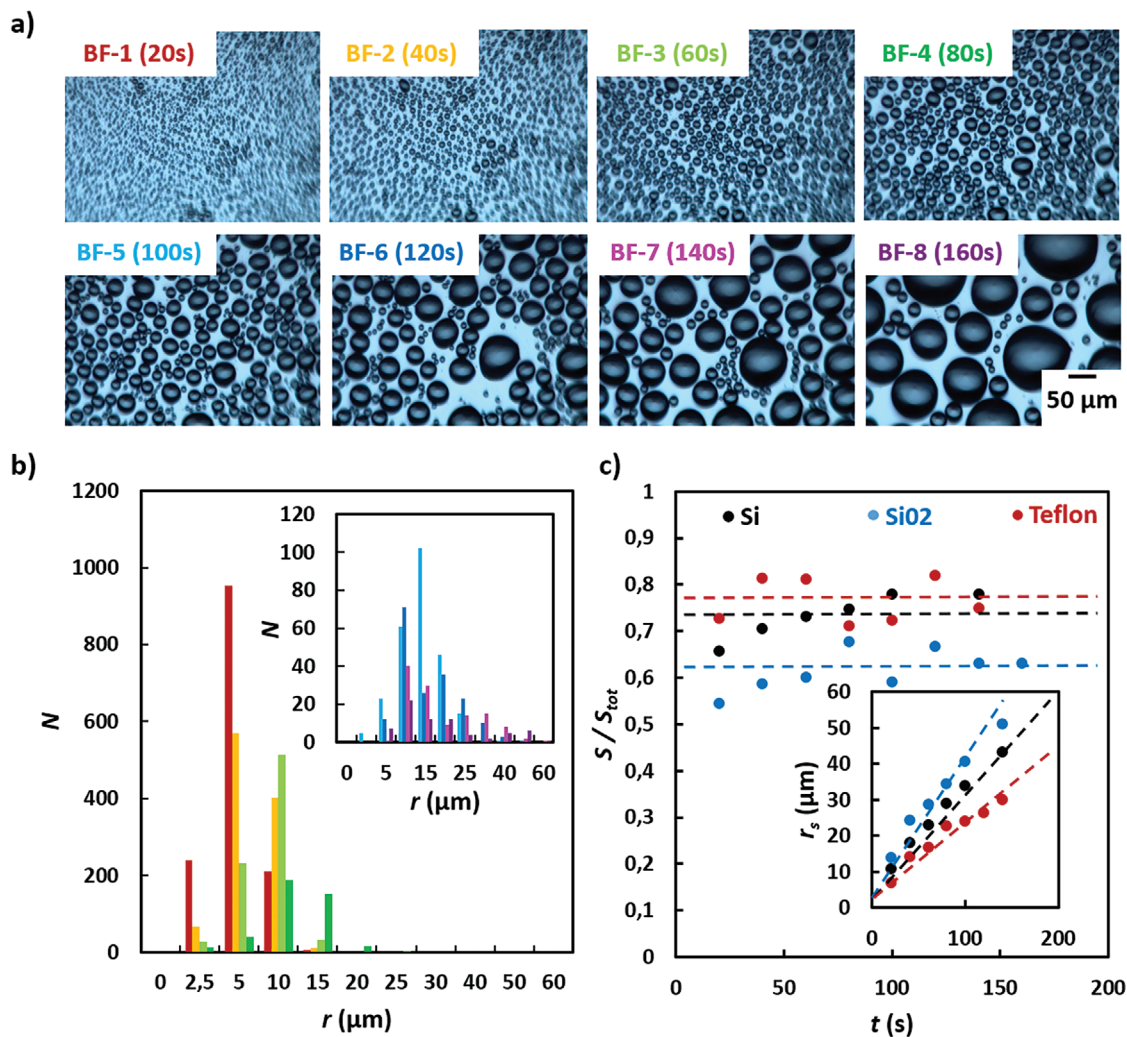 a)
BF-1 (20s)
BF-2 (40s)
BF-3 (60s)
BF-4 (80s)
BF-5 (100s)
BF-6 (120s)
BF-7 (140s)
BF-8 (160s)
50 µm
b)
1200
1000
800
600
400
200
0
N
0 2,5 5 10 15 20 25 30 40 50 60
r (µm)
120
100
80
60
40
20
0
N
0 5 15 25 40 60
r (µm)
c)
1
0,9
0,8
0,7
0,6
0,5
0,4
0,3
0,2
0,1
0
S / Stot
Si
Si02
Teflon
0 50 100 150 200
t (s)
60
50
40
30
20
10
0
rs (µm)
0 100 200